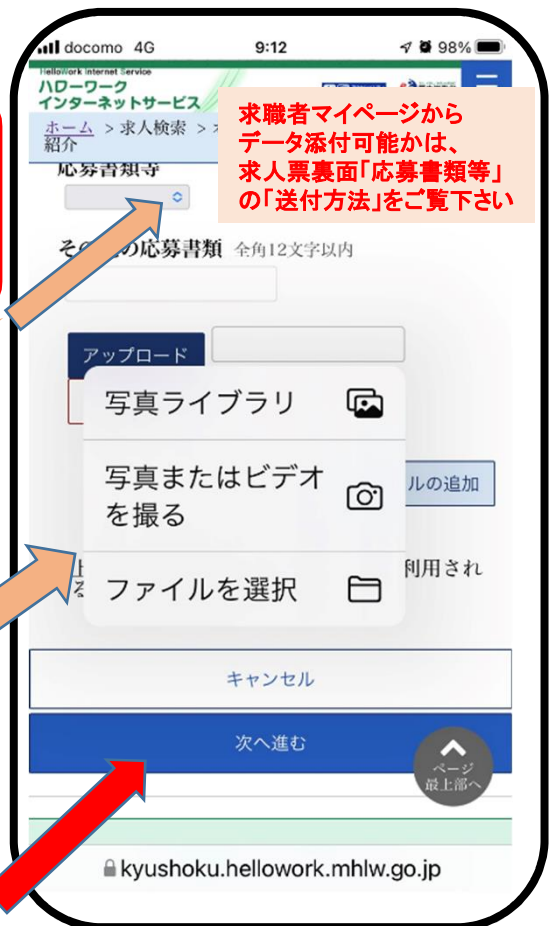 docomo 4G 9:12 98%
HelloWork Internet Service
ハローワーク
インターネットサービス
求職者マイページから
データ添付可能かは、
求人票裏面「応募書類等」
の「送付方法」をご覧下さい
ホーム > 求人検索 >
紹介
応募書類等
その
の応募書類 全角12文字以内
アップロード
写真ライブラリ
写真またはビデオ
を撮る
ルの追加
ファイルを選択
利用され
る
キャンセル
次へ進む
ページ
最上部へ
kyushoku.hellowork.mhlw.go.jp